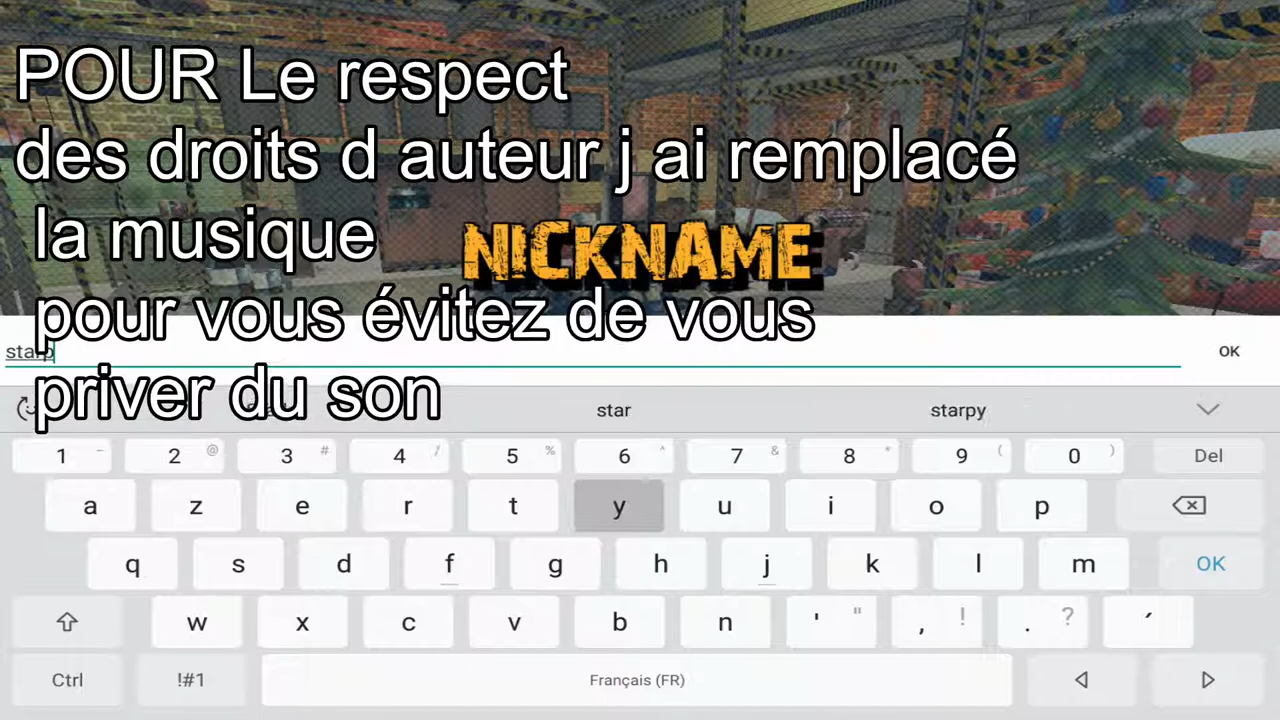 POUR Le respect
des droits d auteur j ai remplacé
la musique
NICKNAME
pour vous évitez de vous
starp
OK
priver du son
star
starpy
1 - 2 @ 3 # 4 / 5 % 6 ^ 7 & 8 * 9 ( 0 ) Del
a z e r t y u i o p
q s d f g h j k l m OK
w x c v b n ' " , ! . ? ´
Ctrl !#1 Français (FR)